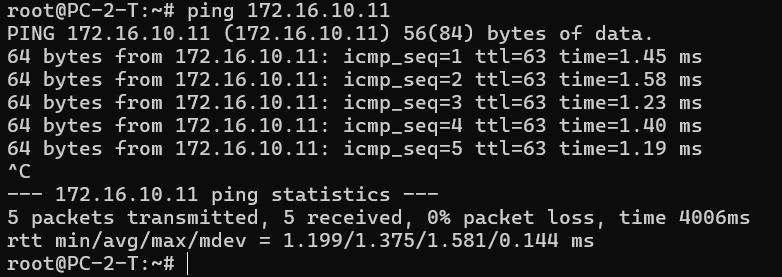 root@PC-2-T:~# ping 172.16.10.11
PING 172.16.10.11 (172.16.10.11) 56(84) bytes of data.
64 bytes from 172.16.10.11: icmp_seq=1 ttl=63 time=1.45 ms
64 bytes from 172.16.10.11: icmp_seq=2 ttl=63 time=1.58 ms
64 bytes from 172.16.10.11: icmp_seq=3 ttl=63 time=1.23 ms
64 bytes from 172.16.10.11: icmp_seq=4 ttl=63 time=1.40 ms
64 bytes from 172.16.10.11: icmp_seq=5 ttl=63 time=1.19 ms
^C
--- 172.16.10.11 ping statistics ---
5 packets transmitted, 5 received, 0% packet loss, time 4006ms
rtt min/avg/max/mdev = 1.199/1.375/1.581/0.144 ms
root@PC-2-T:~#